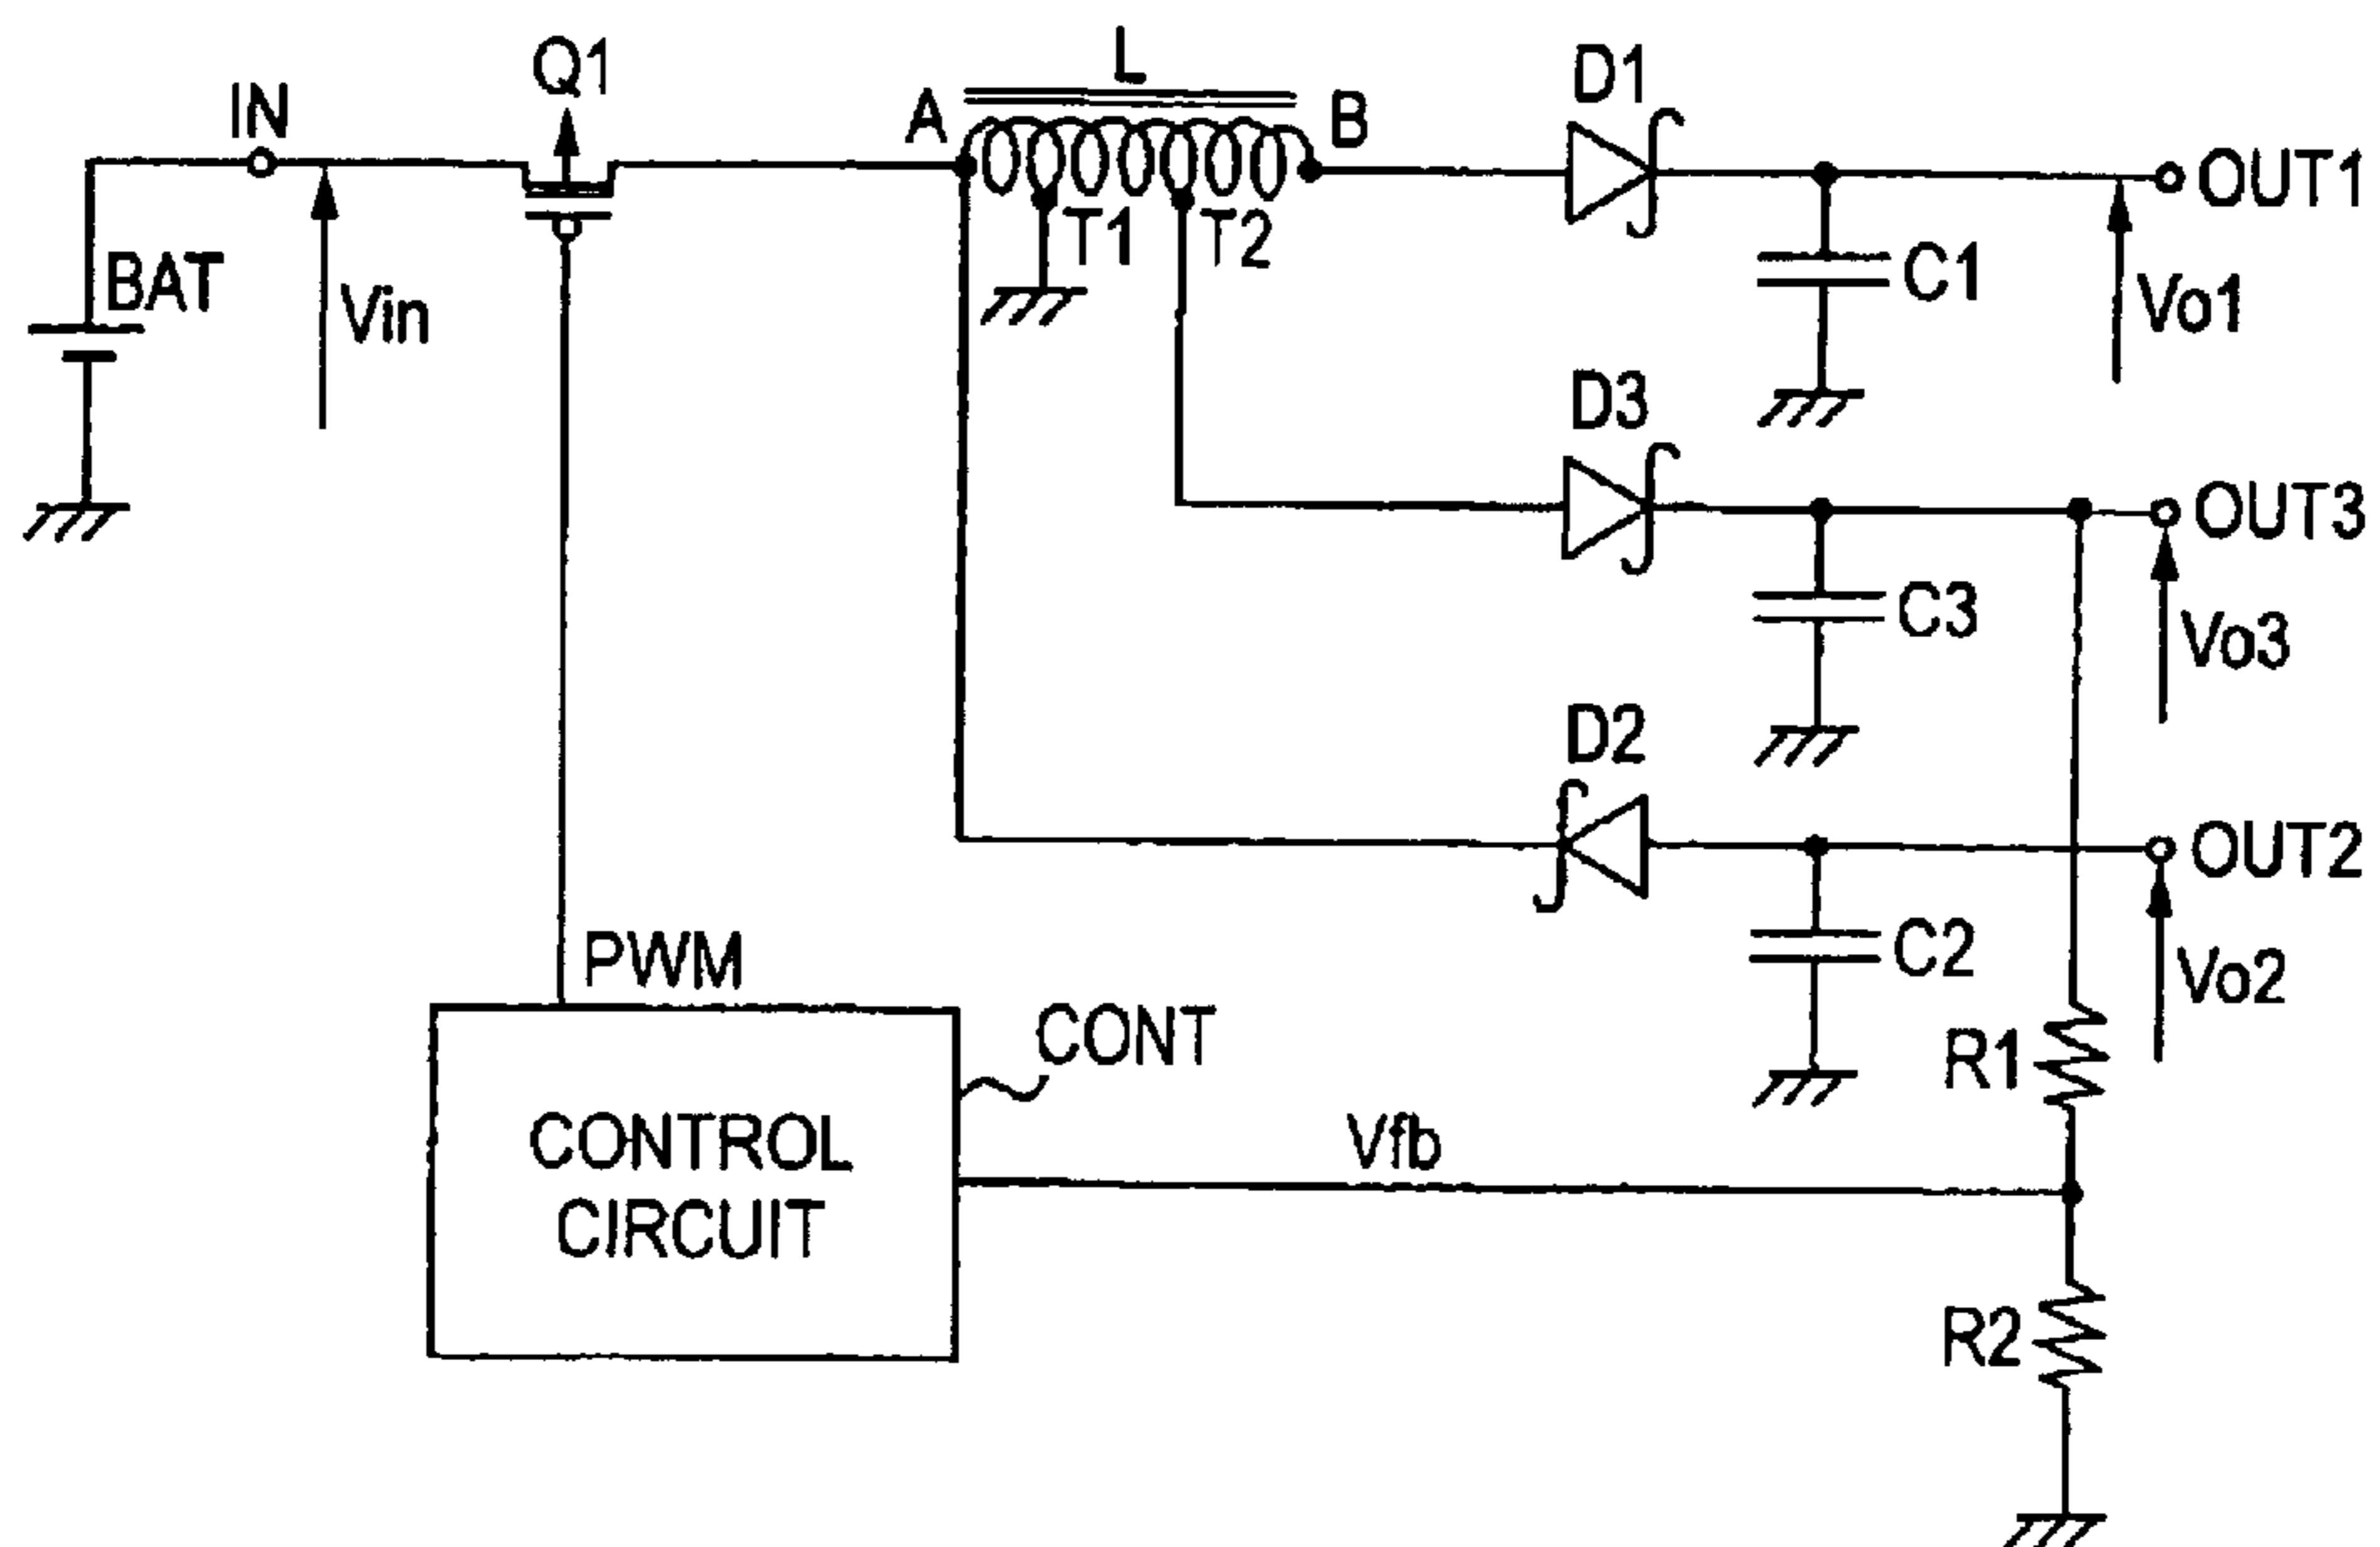 IN
Q1
A
L
B
D1
OUT1
BAT
Vin
T1
T2
C1
Vo1
D3
OUT3
C3
Vo3
D2
OUT2
C2
Vo2
PWM
CONT
R1
CONTROL
CIRCUIT
Vfb
R2